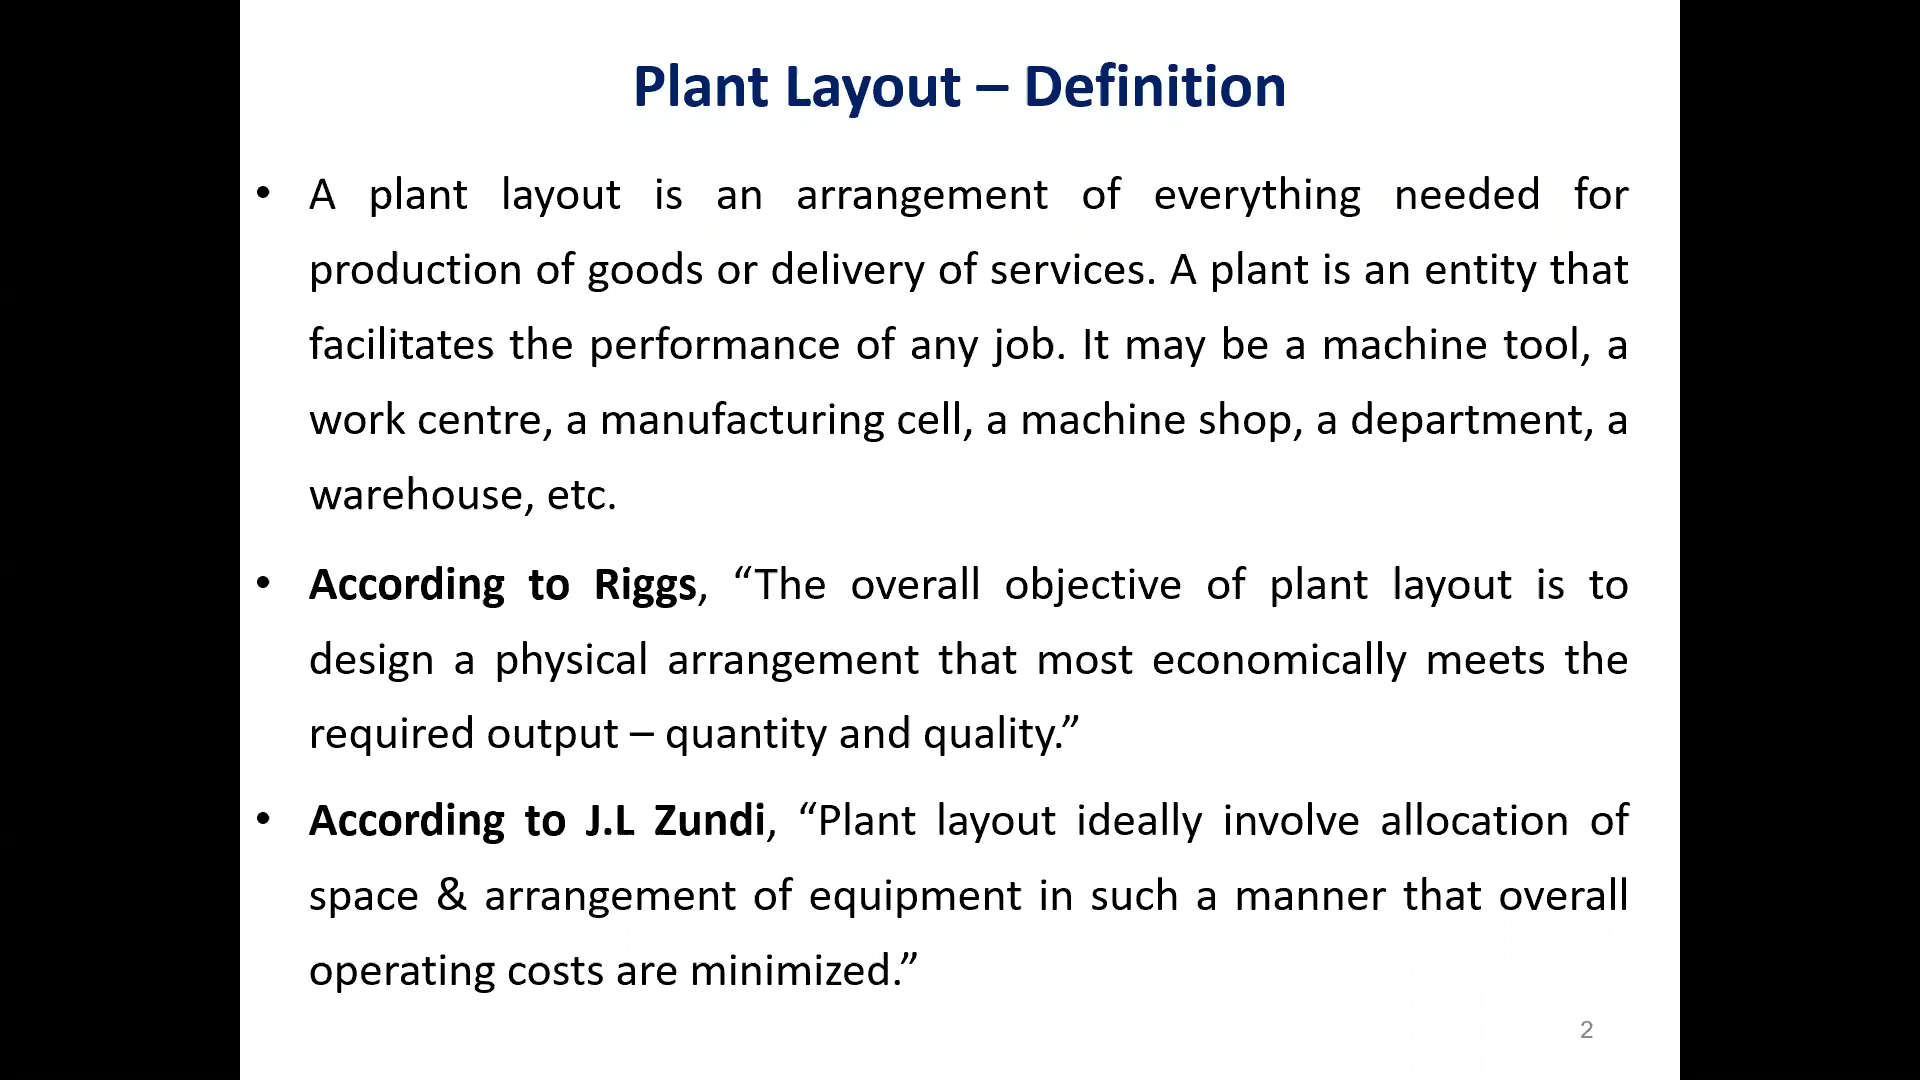 Plant Layout – Definition
• A plant layout is an arrangement of everything needed for
production of goods or delivery of services. A plant is an entity that
facilitates the performance of any job. It may be a machine tool, a
work centre, a manufacturing cell, a machine shop, a department, a
warehouse, etc.
• According to Riggs, “The overall objective of plant layout is to
design a physical arrangement that most economically meets the
required output – quantity and quality.”
• According to J.L Zundi, “Plant layout ideally involve allocation of
space & arrangement of equipment in such a manner that overall
operating costs are minimized.”
2